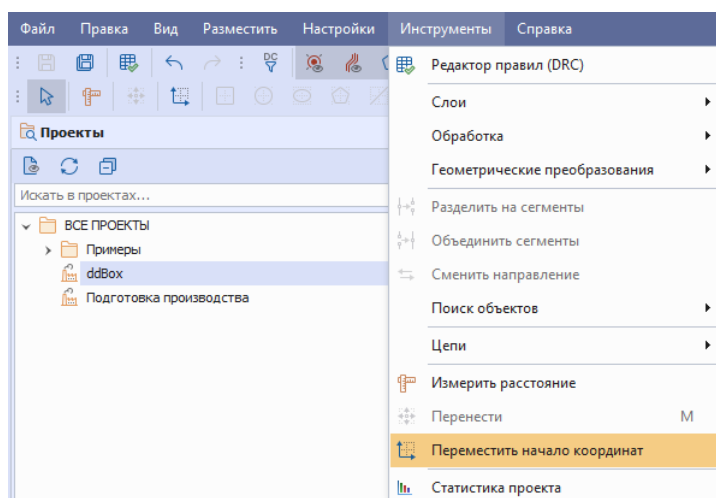 Файл Правка Вид Разместить Настройки Инструменты Справка
DC
Проекты
Искать в проектах...
ВСЕ ПРОЕКТЫ
Примеры
ddBox
Подготовка производства
Редактор правил (DRC)
Слои
Обработка
Геометрические преобразования
Разделить на сегменты
Объединить сегменты
Сменить направление
Поиск объектов
Цепи
Измерить расстояние
Перенести M
Переместить начало координат
Статистика проекта